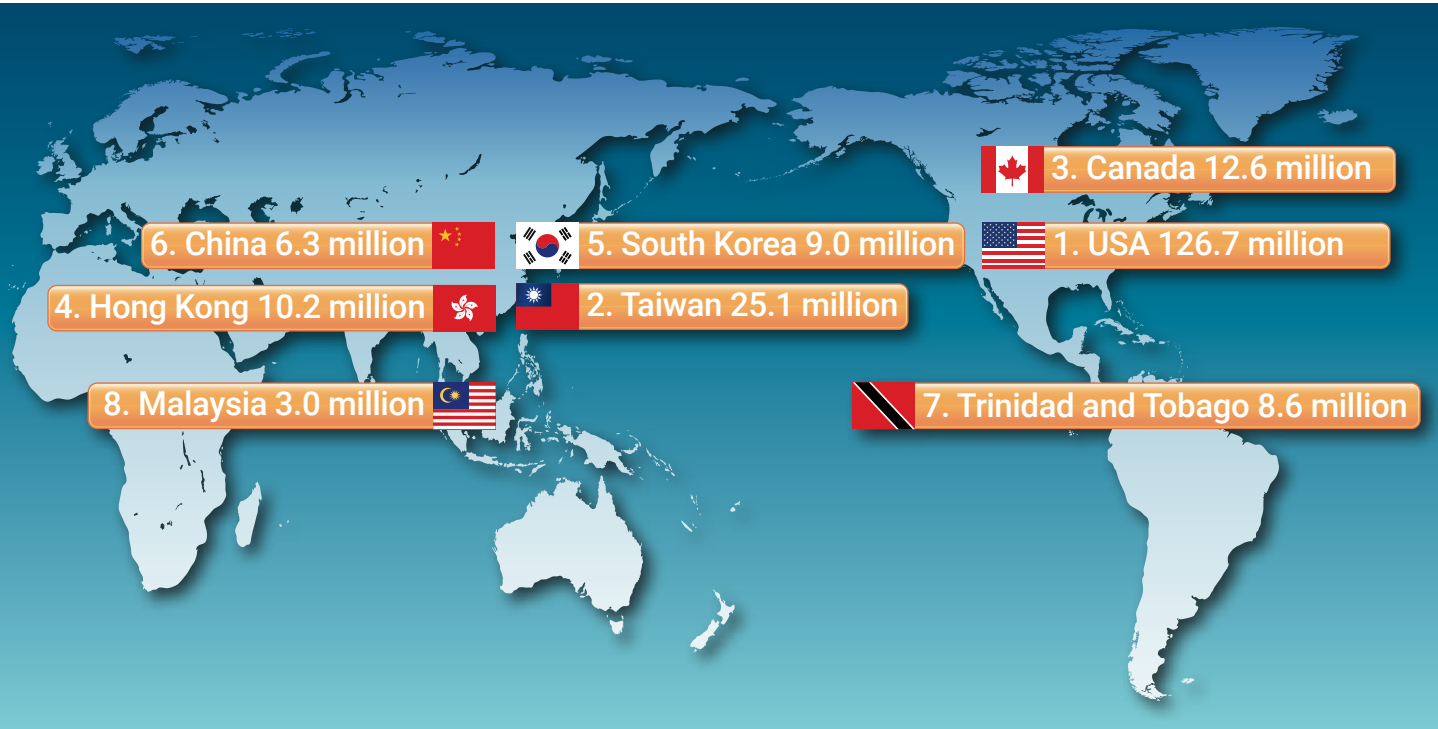 3. Canada 12.6 million
6. China 6.3 million
5. South Korea 9.0 million
1. USA 126.7 million
4. Hong Kong 10.2 million
2. Taiwan 25.1 million
8. Malaysia 3.0 million
7. Trinidad and Tobago 8.6 million